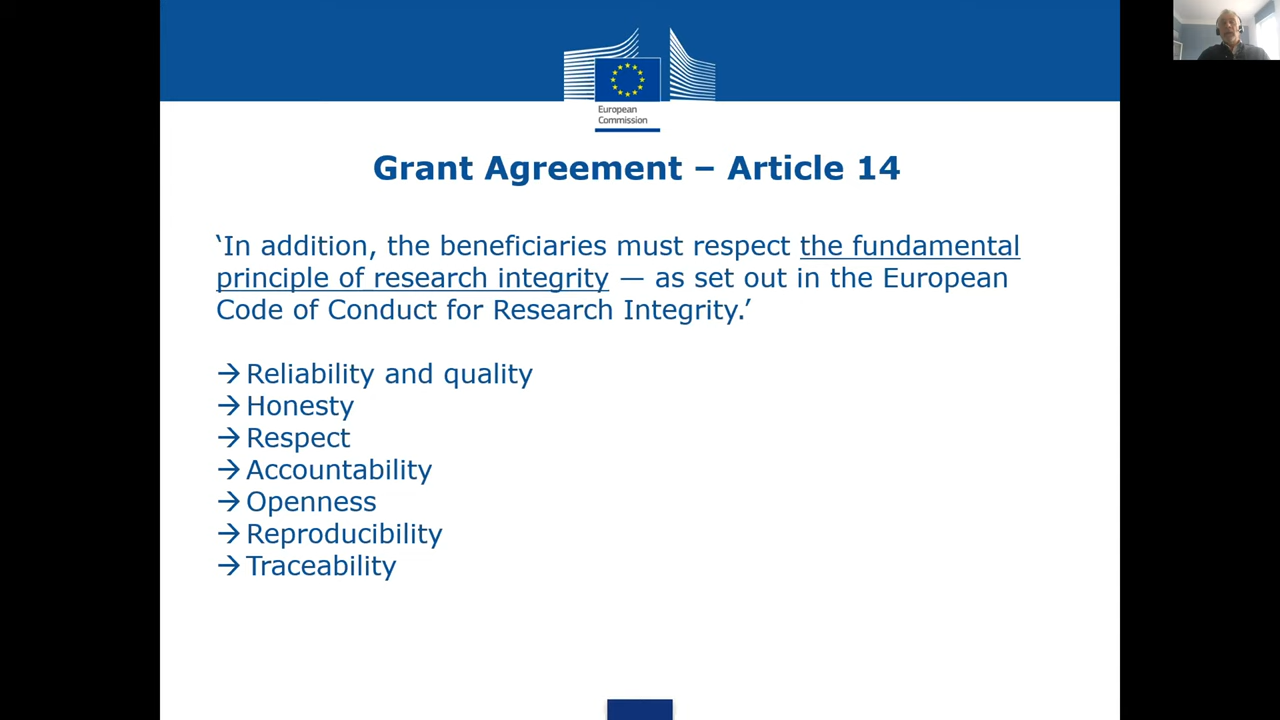 European
Commission
Grant Agreement – Article 14
‘In addition, the beneficiaries must respect the fundamental
principle of research integrity — as set out in the European
Code of Conduct for Research Integrity.’
→ Reliability and quality
→ Honesty
→ Respect
→ Accountability
→ Openness
→ Reproducibility
→ Traceability